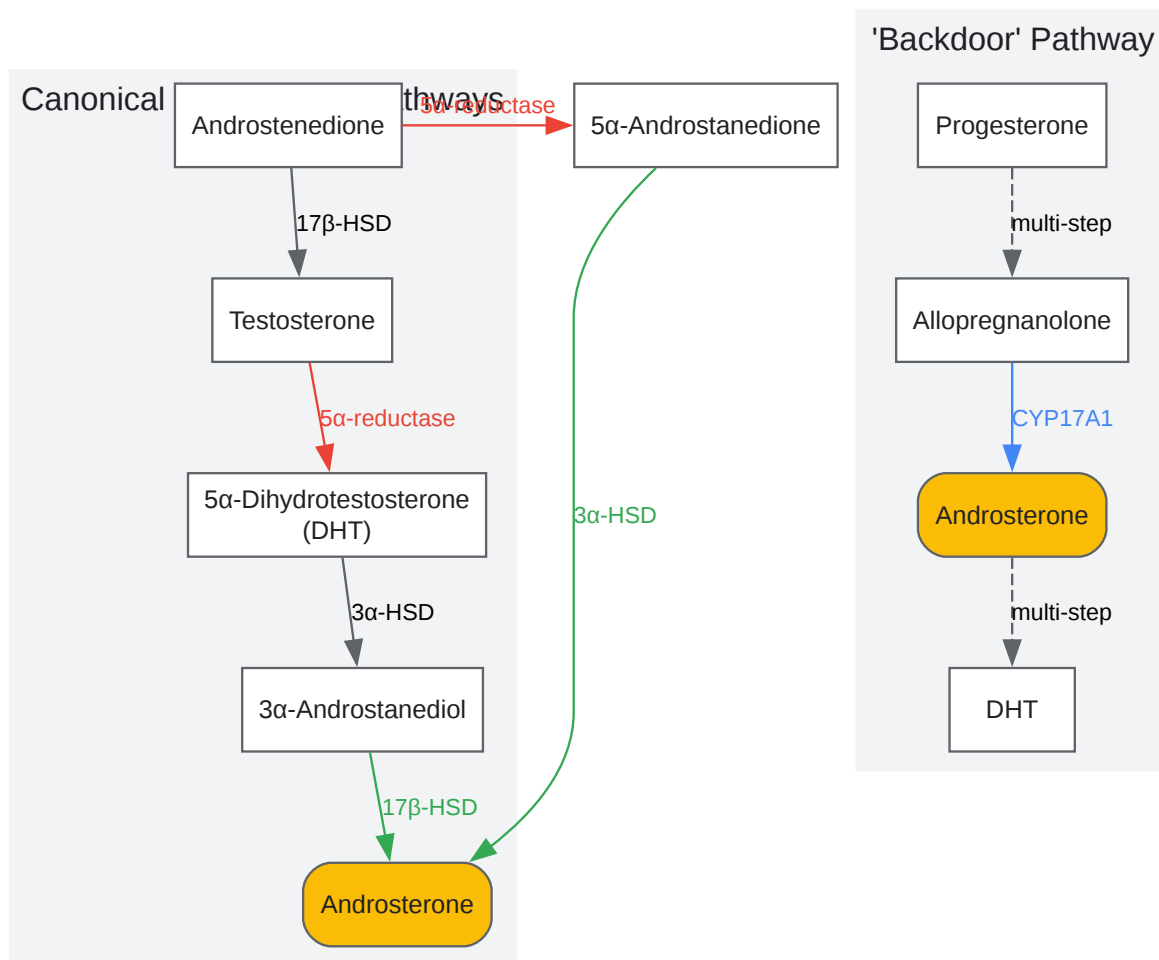 'Backdoor' Pathway
Canonical
Androstenedione
5α-reductase
5α-Androstanedione
Progesterone
17β-HSD
multi-step
Testosterone
Allopregnanolone
5α-reductase
CYP17A1
5α-Dihydrotestosterone
(DHT)
3α-HSD
Androsterone
3α-HSD
multi-step
3α-Androstanediol
DHT
17β-HSD
Androsterone